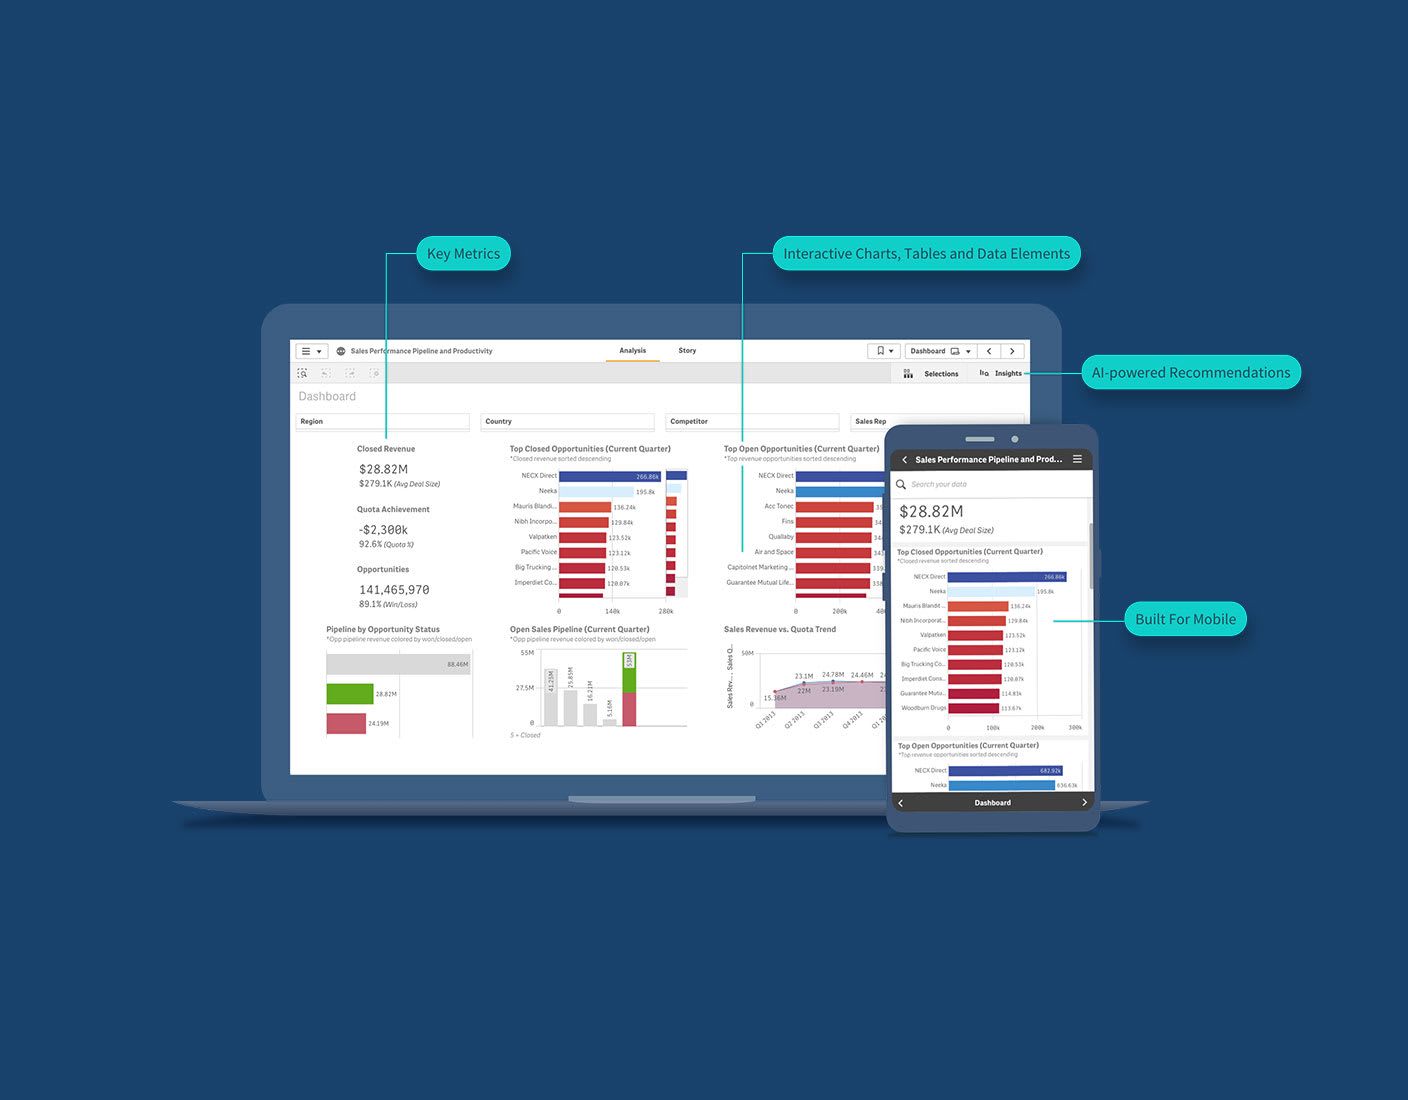 Key Metrics
Interactive Charts, Tables and Data Elements
AI-powered Recommendations
Built For Mobile
Sales Performance Pipeline and Productivity
Analysis
Story
Dashboard
Selections
Insights
Dashboard
Region
Country
Competitor
Sales Rep
Closed Revenue
$28.82M
$279.1K (Avg Deal Size)
Quota Achievement
-$2,300k
92.6% (Quota %)
Opportunities
141,465,970
89.1% (Win/Loss)
Top Closed Opportunities (Current Quarter)
*Closed revenue sorted descending
NECX Direct 266.86k
Neeka 195.8k
Mauris Blandi... 136.24k
Nibh Incorpo... 129.84k
Valpatken 123.52k
Pacific Voice 123.12k
Big Trucking ... 120.53k
Imperdiet Co... 120.07k
0 140k 280k
Top Open Opportunities (Current Quarter)
*Top revenue opportunities sorted descending
NECX Direct
Neeka
Acc Tonec
Fins
Quallaby
Air and Space
Capitolnet Marketing ...
Guarantee Mutual Life...
0 200k
Pipeline by Opportunity Status
*Opp pipeline revenue colored by won/closed/open
88.46M
28.82M
24.19M
Open Sales Pipeline (Current Quarter)
*Opp pipeline revenue colored by won/closed/open
55M
27.5M
0
41.25M
25.85M
16.21M
5.16M
53M
5 = Closed
Sales Revenue vs. Quota Trend
Sales Rev..., Sales Q...
50M
0
15.36M
23.1M
22M
24.78M
23.19M
24.46M
Q1 2013
Q2 2013
Q3 2013
Q4 2013
Sales Performance Pipeline and Prod...
Search your data
$28.82M
$279.1K (Avg Deal Size)
Top Closed Opportunities (Current Quarter)
*Closed revenue sorted descending
NECX Direct 266.86k
Neeka 195.8k
Mauris Blandit ... 136.24k
Nibh Incorporat... 129.84k
Valpatken 123.52k
Pacific Voice 123.12k
Big Trucking Co... 120.53k
Imperdiet Cons... 120.07k
Guarantee Mutu... 114.83k
Woodburn Drugs 113.67k
0 100k 200k 300k
Top Open Opportunities (Current Quarter)
*Top revenue opportunities sorted descending
NECX Direct 682.92k
Neeka 636.63k
Dashboard